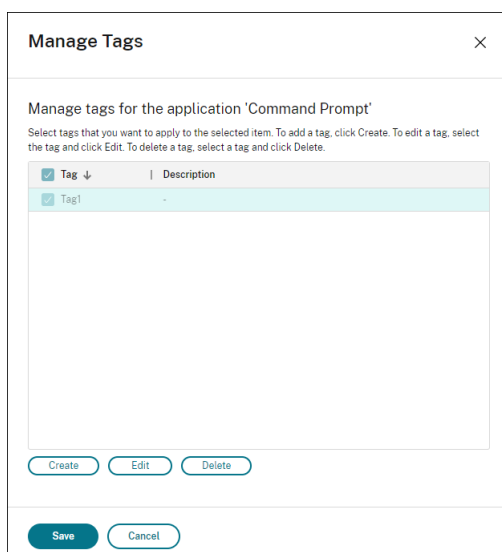 Manage Tags
Manage tags for the application 'Command Prompt'
Select tags that you want to apply to the selected item. To add a tag, click Create. To edit a tag, select
the tag and click Edit. To delete a tag, select a tag and click Delete.
Tag ↓ | Description
Tag1 -
Create Edit Delete
Save Cancel